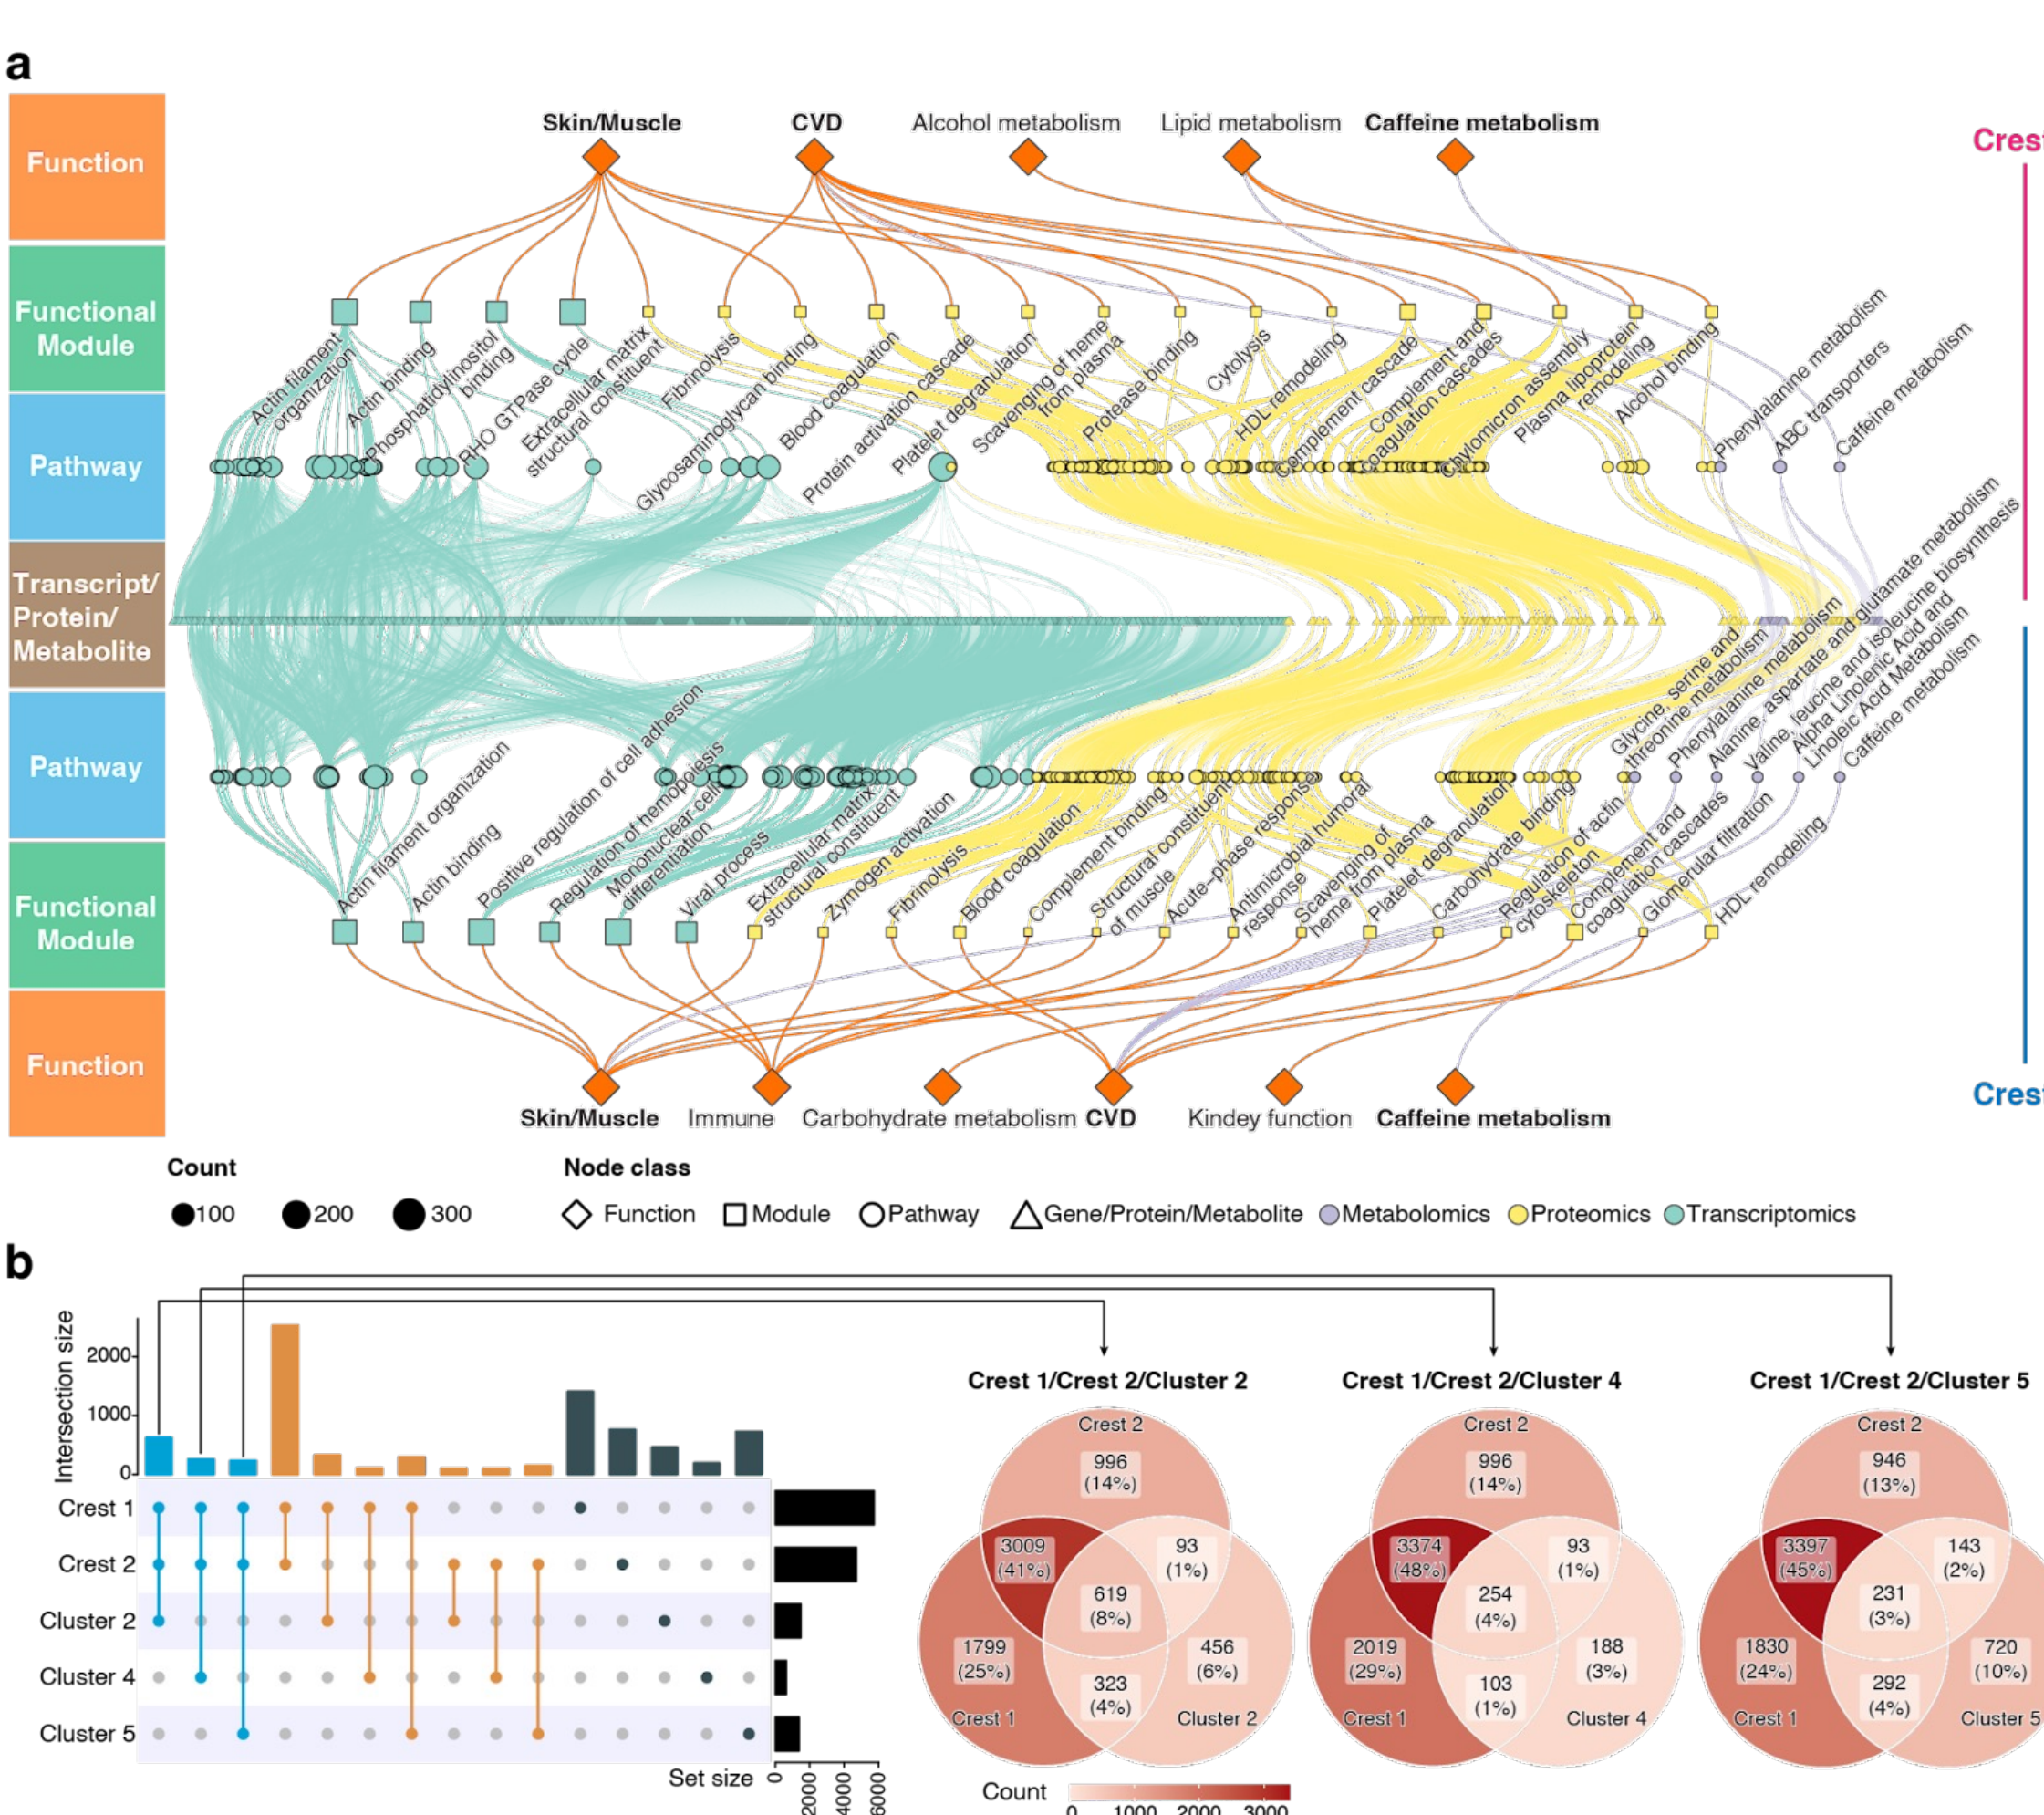 a
Function
Functional
Module
Pathway
Transcript/
Protein/
Metabolite
Pathway
Functional
Module
Function
Skin/Muscle
CVD
Alcohol metabolism
Lipid metabolism
Caffeine metabolism
Crest
Actin filament
organization
Actin binding
Phosphatidylinositol
binding
RHO GTPase cycle
Extracellular matrix
structural constituent
Fibrinolysis
Glycosaminoglycan binding
Blood coagulation
Protein activation cascade
Platelet degranulation
Scavenging of heme
from plasma
Protease binding
Cytolysis
HDL remodeling
Complement cascade
Complement and
coagulation cascades
Chylomicron assembly
Plasma lipoprotein
remodeling
Alcohol binding
Phenylalanine metabolism
ABC transporters
Caffeine metabolism
Glycine, serine and
threonine metabolism
Phenylalanine metabolism
Alanine, aspartate and glutamate metabolism
Valine, leucine and isoleucine biosynthesis
Alpha Linolenic Acid and
Linoleic Acid Metabolism
Caffeine metabolism
Actin filament organization
Actin binding
Positive regulation of cell adhesion
Regulation of hemopoiesis
Mononuclear cell
differentiation
Viral process
Extracellular matrix
structural constituent
Zymogen activation
Fibrinolysis
Blood coagulation
Complement binding
Structural constituent
of muscle
Acute-phase response
Antimicrobial humoral
response
Scavenging of
heme from plasma
Platelet degranulation
Carbohydrate binding
Regulation of actin
cytoskeleton
Complement and
coagulation cascades
Glomerular filtration
HDL remodeling
Crest
Skin/Muscle
Immune
Carbohydrate metabolism
CVD
Kindey function
Caffeine metabolism
Count
100
200
300
Node class
Function
Module
Pathway
Gene/Protein/Metabolite
Metabolomics
Proteomics
Transcriptomics
b
Intersection size
2000
1000
0
Crest 1
Crest 2
Cluster 2
Cluster 4
Cluster 5
Set size
0
2000
4000
6000
Crest 1/Crest 2/Cluster 2
Crest 2
996
(14%)
3009
(41%)
93
(1%)
619
(8%)
1799
(25%)
456
(6%)
323
(4%)
Crest 1
Cluster 2
Crest 1/Crest 2/Cluster 4
Crest 2
996
(14%)
3374
(48%)
93
(1%)
254
(4%)
2019
(29%)
188
(3%)
103
(1%)
Crest 1
Cluster 4
Crest 1/Crest 2/Cluster 5
Crest 2
946
(13%)
3397
(45%)
143
(2%)
231
(3%)
1830
(24%)
720
(10%)
292
(4%)
Crest 1
Cluster 5
Count
0
1000
2000
3000